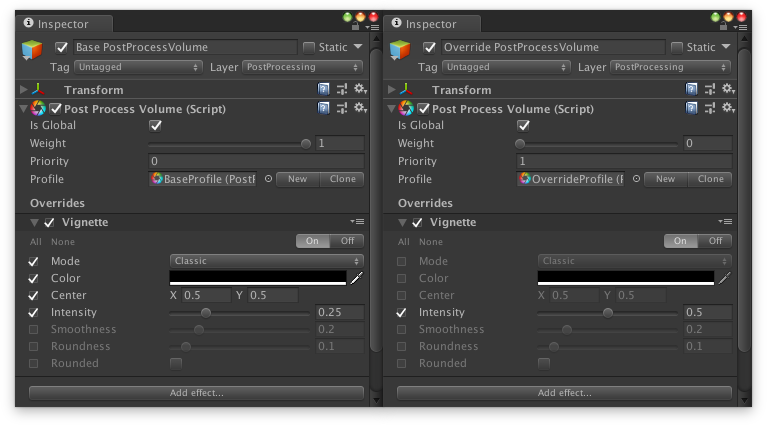 Inspector
Base PostProcessVolume Static
Tag Untagged Layer PostProcessing
Transform
Post Process Volume (Script)
Is Global
Weight 1
Priority 0
Profile BaseProfile (PostF New Clone
Overrides
Vignette
All None On Off
Mode Classic
Color
Center X 0.5 Y 0.5
Intensity 0.25
Smoothness 0.2
Roundness 0.1
Rounded
Add effect...
Inspector
Override PostProcessVolume Static
Tag Untagged Layer PostProcessing
Transform
Post Process Volume (Script)
Is Global
Weight 0
Priority 1
Profile OverrideProfile (F New Clone
Overrides
Vignette
All None On Off
Mode Classic
Color
Center X 0.5 Y 0.5
Intensity 0.5
Smoothness 0.2
Roundness 0.1
Rounded
Add effect...